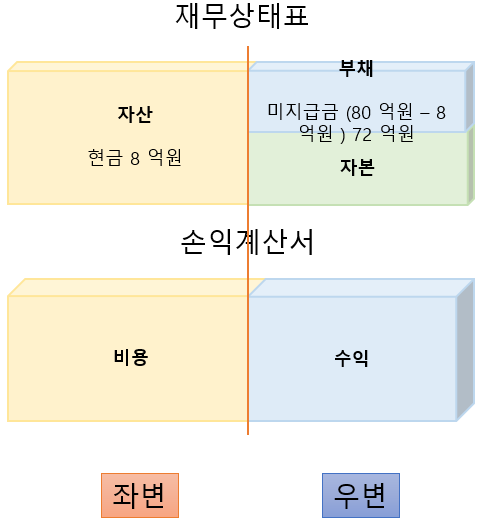 재무상태표
자산
현금 8 억원
부채
미지급금 (80 억원 – 8
억원 ) 72 억원
자본
손익계산서
비용
수익
좌변
우변